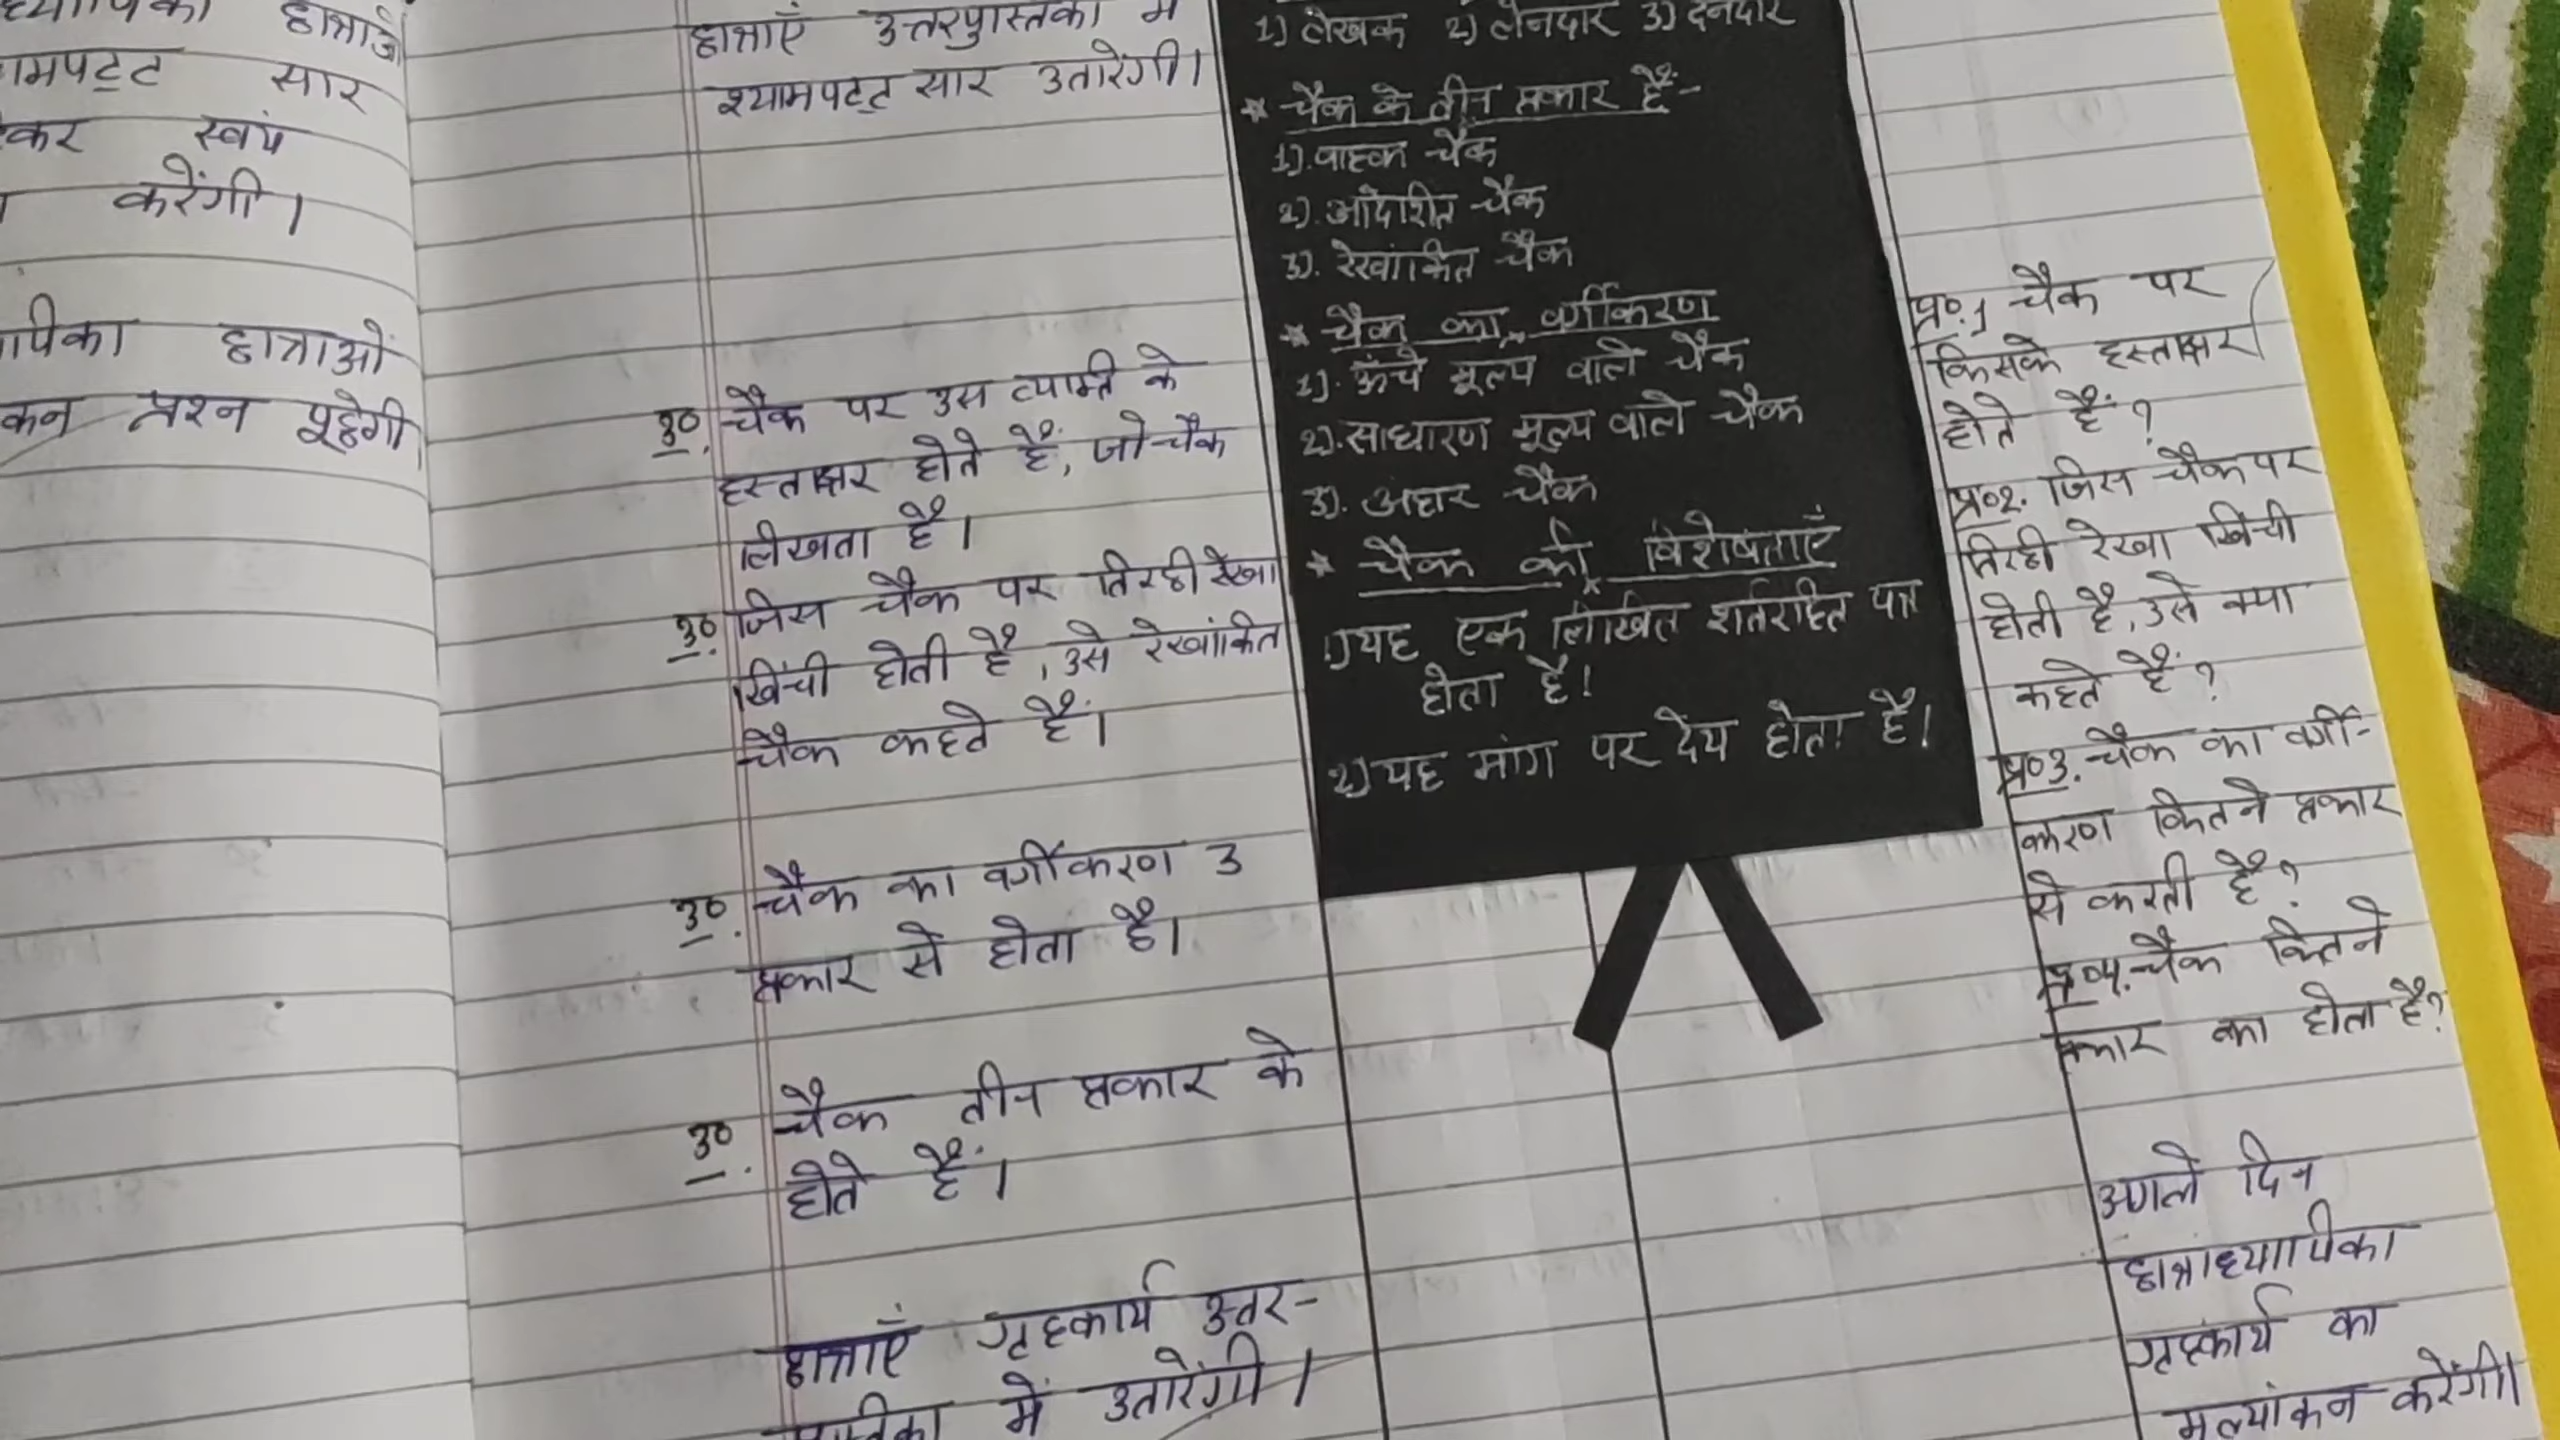 छात्राओं
सार
स्वयं
करेंगी।
छात्राओं
प्रश्न पूछेगी
छात्राएँ उत्तरपुस्तिका में
श्यामपट्ट सार उतारेंगी।
उ०. चैक पर उस व्यक्ति के
हस्ताक्षर होते हैं, जो चैक
लिखता है।
उ०. जिस चैक पर तिरछी रेखा
खिंची होती है, उसे रेखांकित
चैक कहते हैं।
उ०. चैक का वर्गीकरण 3
प्रकार से होता है।
उ०. चैक तीन प्रकार के
होते हैं।
छात्राएँ गृहकार्य उत्तर-
में उतारेंगी।
1) लेखक 2) लेनदार 3) देनदार
* चैक के तीन प्रकार हैं-
1). वाहक चैक
2). आदेशित चैक
3). रेखांकित चैक
* चैक का वर्गीकरण
1). ऊँचे मूल्य वाले चैक
2). साधारण मूल्य वाले चैक
3). उपहार चैक
* चैक की विशेषताएँ
1) यह एक लिखित शर्तरहित पत्र
होता है।
2) यह मांग पर देय होता है।
प्र०.1 चैक पर
किसके हस्ताक्षर
होते हैं?
प्र०2. जिस चैक पर
तिरछी रेखा खिंची
होती है, उसे क्या
कहते हैं?
प्र०3. चैक का वर्गी-
करण कितने प्रकार
से करती है?
प्र०4. चैक कितने
प्रकार का होता है?
अगले दिन
छात्राध्यापिका
गृहकार्य का
मूल्यांकन करेंगी।